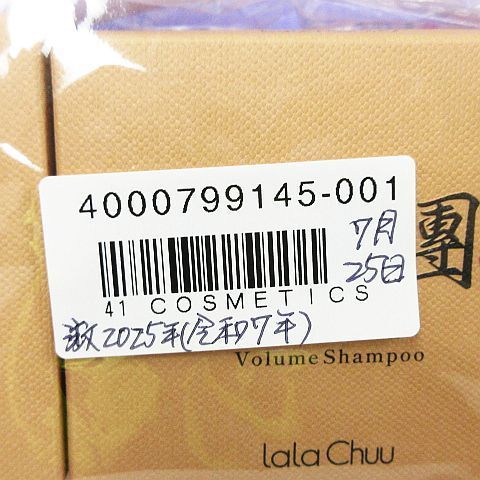 4000799145-001
7月
25日
團
41 COSMETICS
2025年(令和7年)
Volume Shampoo
lala Chuu